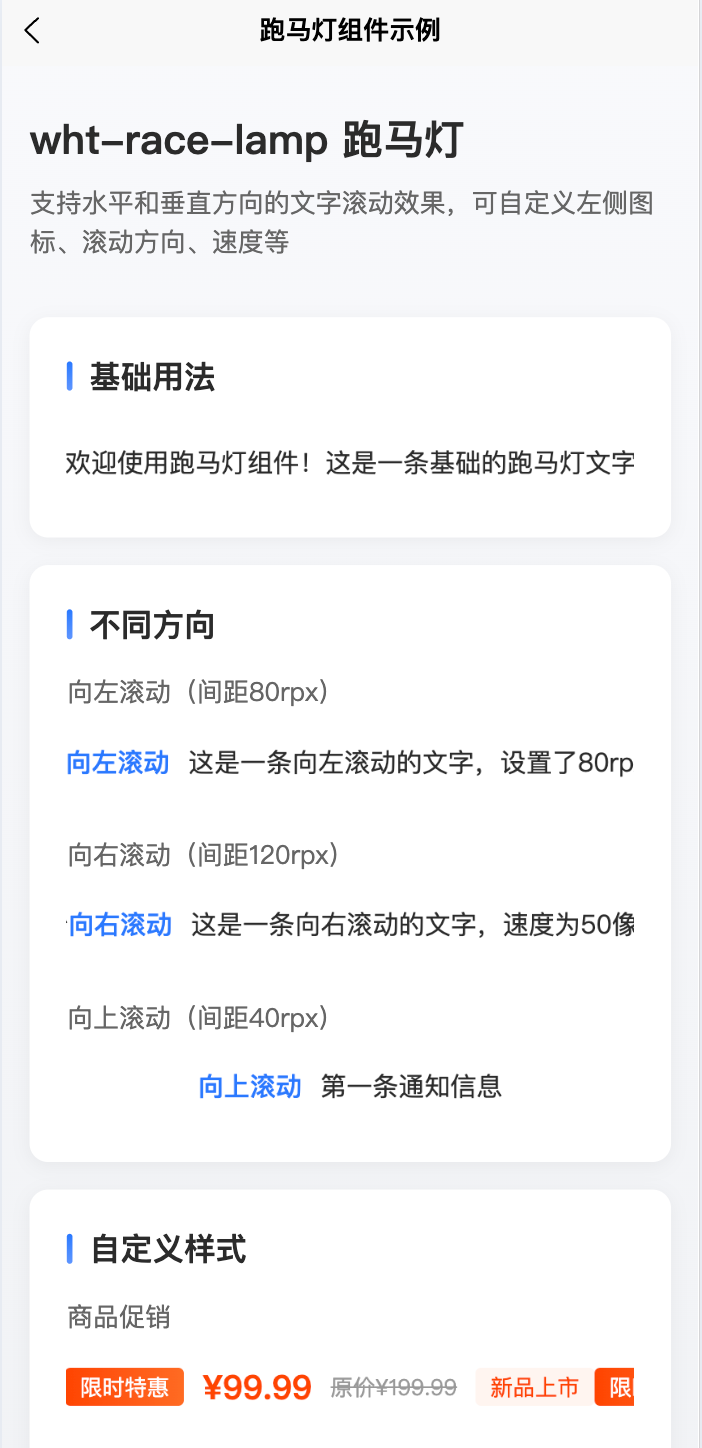 跑马灯组件示例
wht-race-lamp 跑马灯
支持水平和垂直方向的文字滚动效果，可自定义左侧图
标、滚动方向、速度等
基础用法
欢迎使用跑马灯组件！这是一条基础的跑马灯文字
不同方向
向左滚动（间距80rpx）
向左滚动 这是一条向左滚动的文字，设置了80rp
向右滚动（间距120rpx）
向右滚动 这是一条向右滚动的文字，速度为50像
向上滚动（间距40rpx）
向上滚动 第一条通知信息
自定义样式
商品促销
限时特惠 ¥99.99 原价¥199.99 新品上市 限